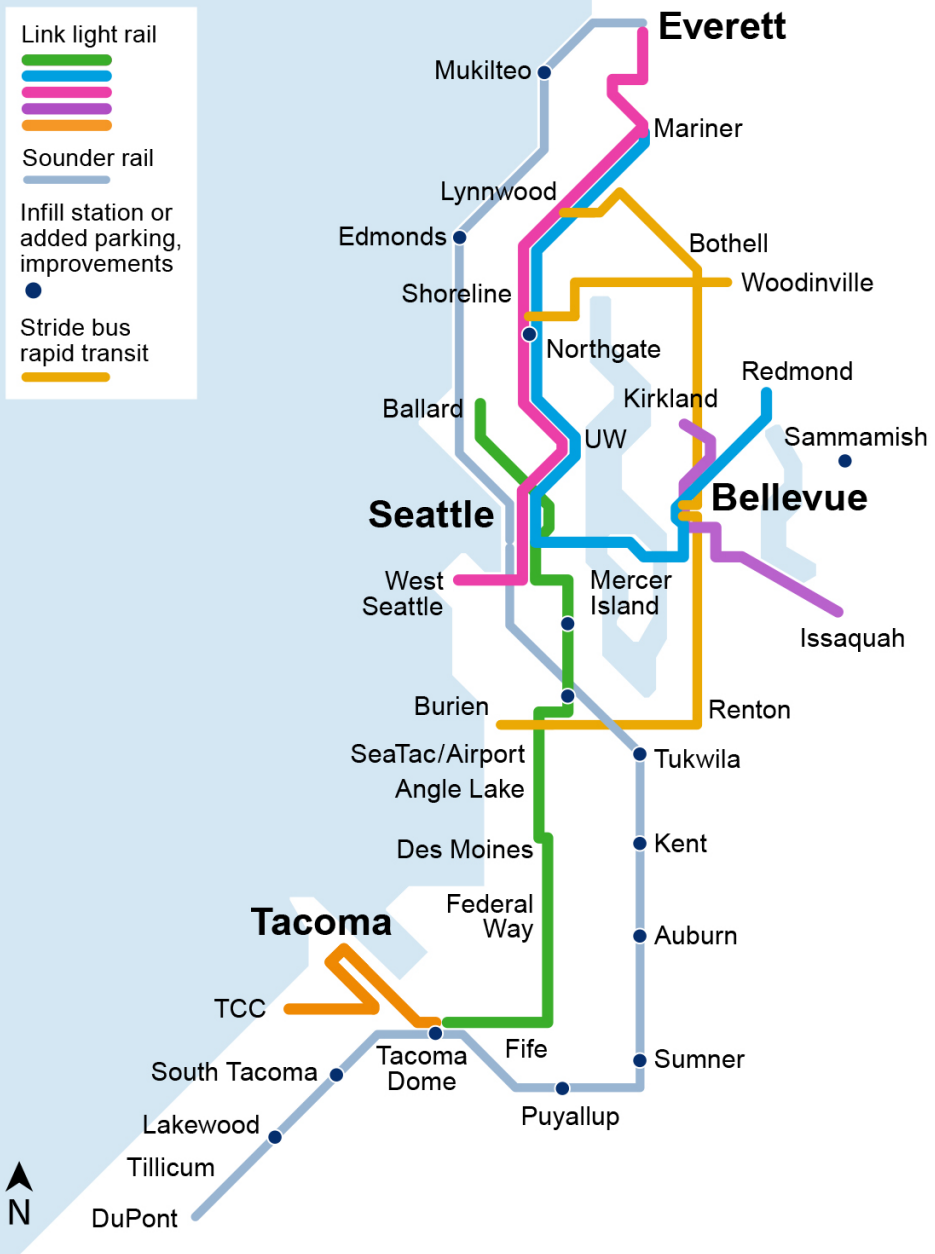 Link light rail
Sounder rail
Infill station or
added parking,
improvements
Stride bus
rapid transit
Everett
Mukilteo
Mariner
Lynnwood
Edmonds
Bothell
Woodinville
Shoreline
Northgate
Redmond
Kirkland
Ballard
UW
Sammamish
Bellevue
Seattle
West
Seattle
Mercer
Island
Issaquah
Burien
Renton
SeaTac/Airport
Tukwila
Angle Lake
Des Moines
Kent
Federal
Way
Tacoma
Auburn
TCC
Fife
Tacoma
Dome
Sumner
South Tacoma
Puyallup
Lakewood
Tillicum
DuPont
N